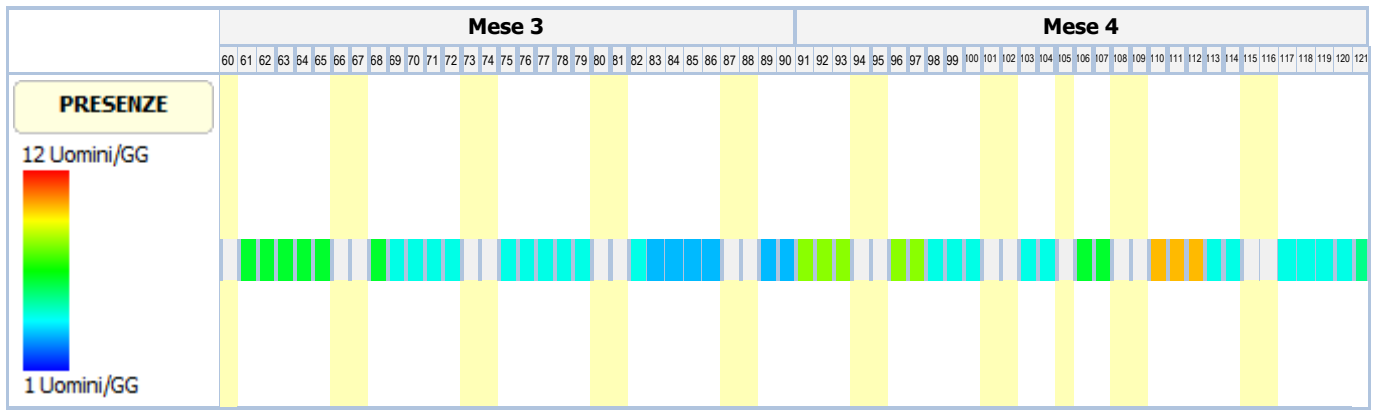 Mese 3 Mese 4
60 61 62 63 64 65 66 67 68 69 70 71 72 73 74 75 76 77 78 79 80 81 82 83 84 85 86 87 88 89 90 91 92 93 94 95 96 97 98 99 100 101 102 103 104 105 106 107 108 109 110 111 112 113 114 115 116 117 118 119 120 121
PRESENZE
12 Uomini/GG
1 Uomini/GG